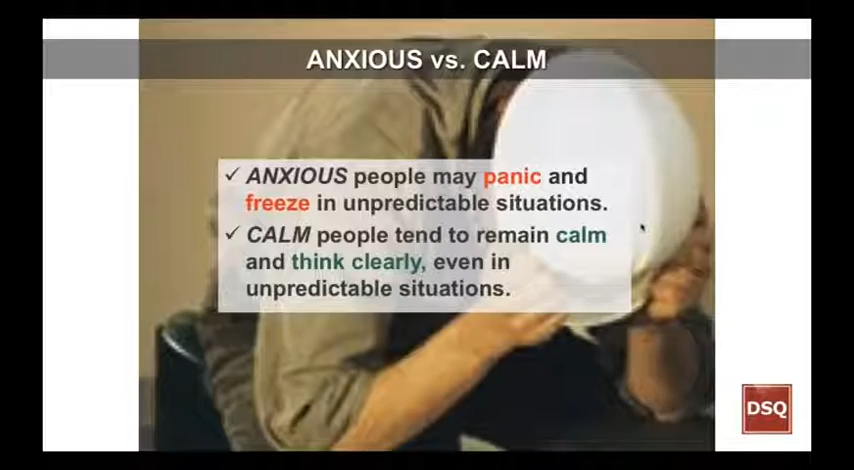 ANXIOUS vs. CALM
✓ ANXIOUS people may panic and
freeze in unpredictable situations.
✓ CALM people tend to remain calm
and think clearly, even in
unpredictable situations.
DSQ